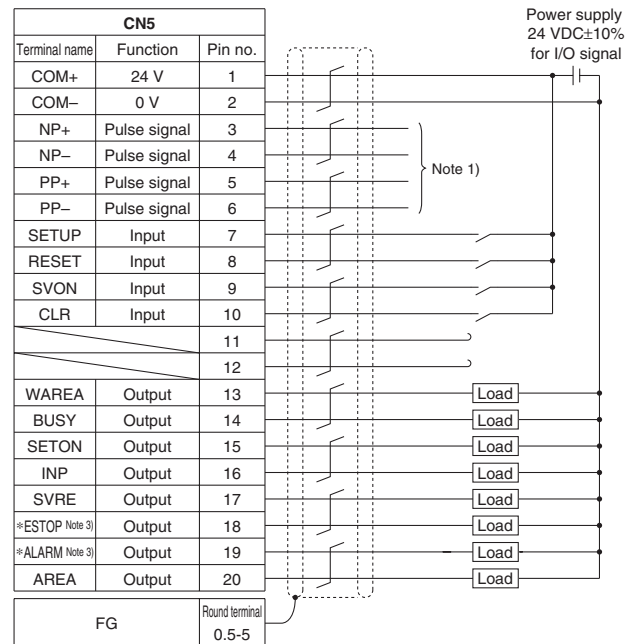 Power supply
24 VDC±10%
for I/O signal
CN5
Terminal name Function Pin no.
COM+ 24 V 1
COM– 0 V 2
NP+ Pulse signal 3
NP– Pulse signal 4
PP+ Pulse signal 5
PP– Pulse signal 6
Note 1)
SETUP Input 7
RESET Input 8
SVON Input 9
CLR Input 10
11
12
WAREA Output 13 Load
BUSY Output 14 Load
SETON Output 15 Load
INP Output 16 Load
SVRE Output 17 Load
*ESTOP Note 3) Output 18 Load
*ALARM Note 3) Output 19 Load
AREA Output 20 Load
FG Round terminal
0.5-5